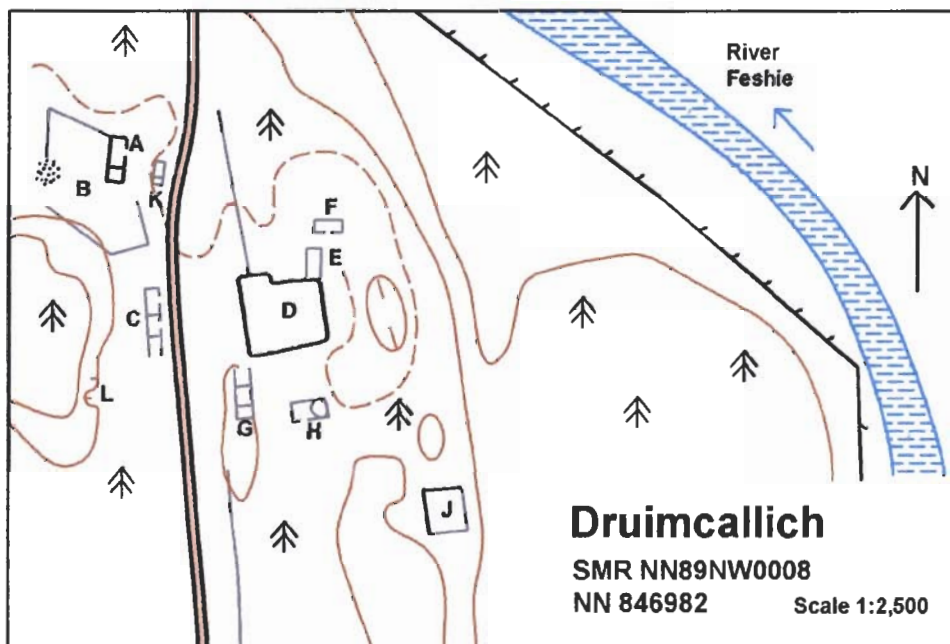 River
Feshie
N
A
B
K
F
E
C
D
L
G
H
J
Druimcallich
SMR NN89NW0008
NN 846982
Scale 1:2,500